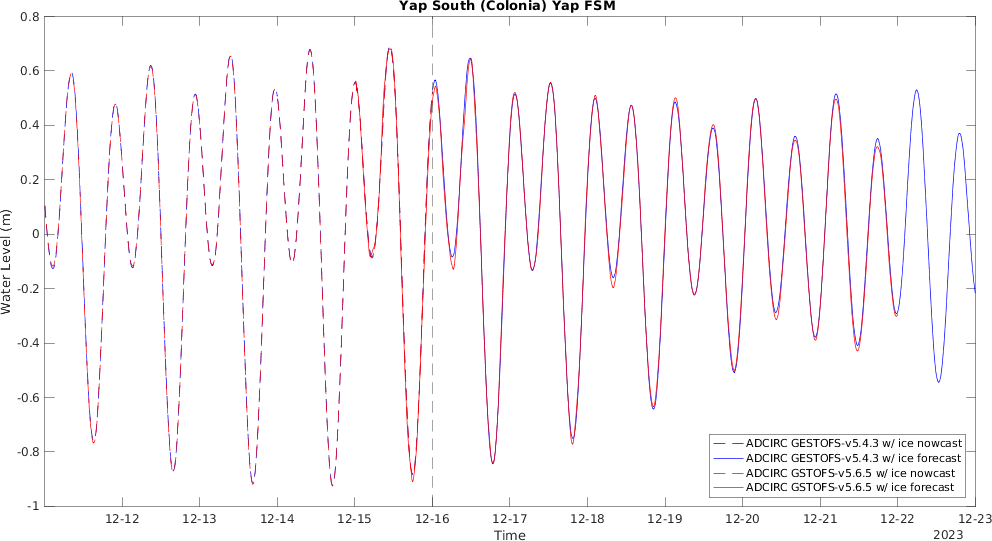 Yap South (Colonia) Yap FSM
0.8
0.6
0.4
0.2
0
-0.2
-0.4
-0.6
-0.8
-1
Water Level (m)
ADCIRC GESTOFS-v5.4.3 w/ ice nowcast
ADCIRC GESTOFS-v5.4.3 w/ ice forecast
ADCIRC GSTOFS-v5.6.5 w/ ice nowcast
ADCIRC GSTOFS-v5.6.5 w/ ice forecast
12-12 12-13 12-14 12-15 12-16 12-17 12-18 12-19 12-20 12-21 12-22 12-23
Time
2023